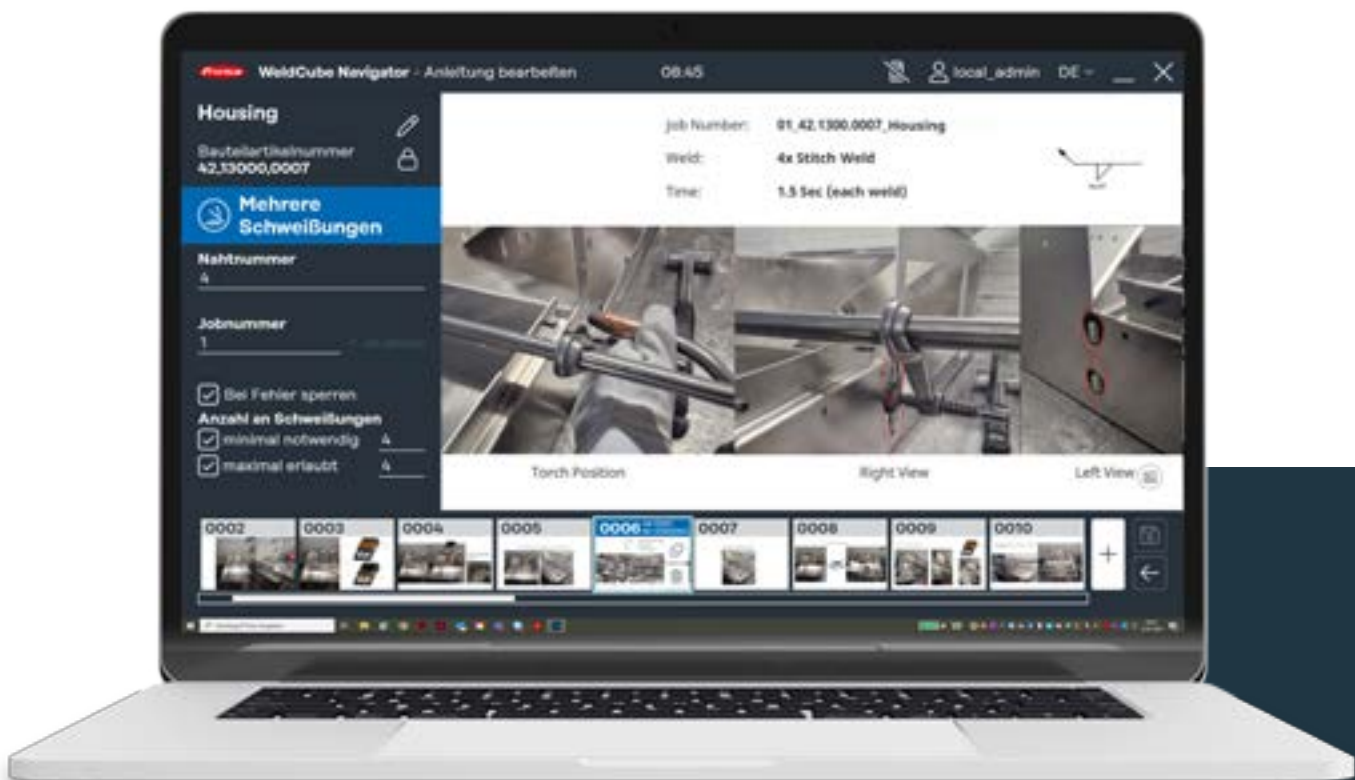 Fronius WeldCube Navigator - Anleitung bearbeiten 08:45 local_admin DE
Housing
Bauteilartikelnummer
42,13000,0007
Mehrere
Schweißungen
Nahtnummer
4
Jobnummer
1
Bei Fehler sperren
Anzahl an Schweißungen
minimal notwendig 4
maximal erlaubt 4
Job Number: 01_42.1300.0007_Housing
Weld: 4x Stitch Weld
Time: 1.5 Sec (each weld)
Torch Position Right View Left View
0002 0003 0004 0005 0006 0007 0008 0009 0010